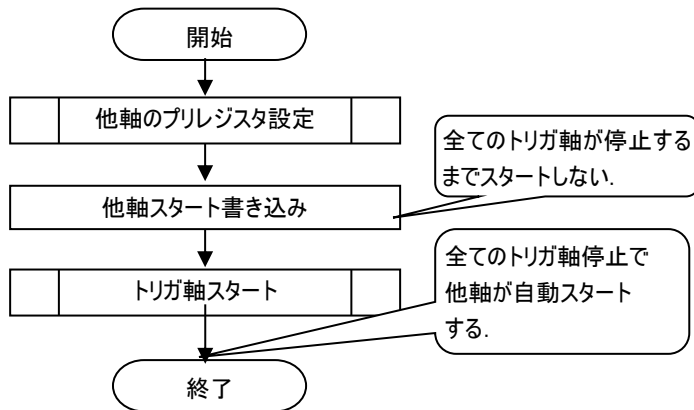 開始
他軸のプリレジスタ設定
全てのトリガ軸が停止する
までスタートしない.
他軸スタート書き込み
全てのトリガ軸停止で
他軸が自動スタート
する.
トリガ軸スタート
終了